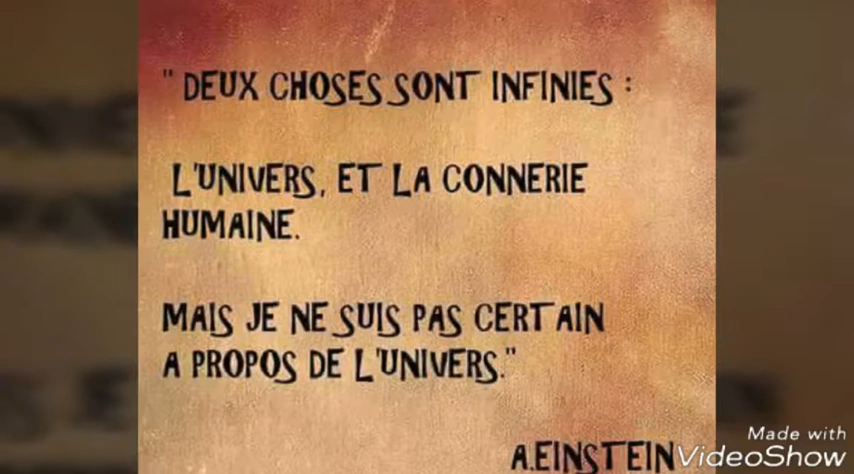 " DEUX CHOSES SONT INFINIES :
L'UNIVERS, ET LA CONNERIE
HUMAINE.
MAIS JE NE SUIS PAS CERTAIN
A PROPOS DE L'UNIVERS."
A.EINSTEIN
Made with
VideoShow